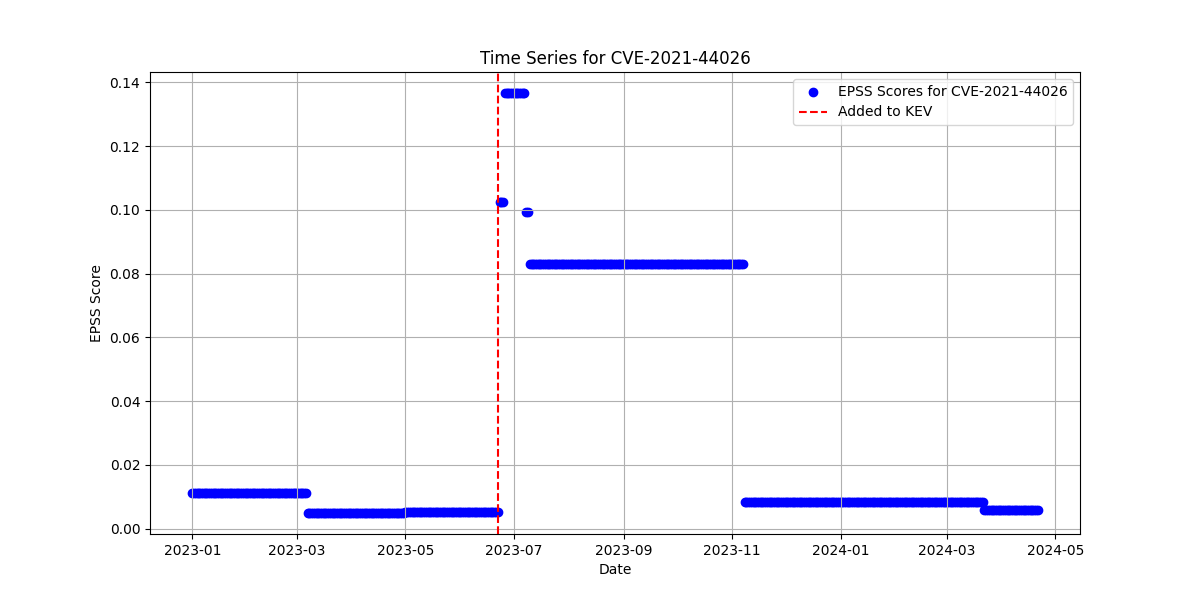 Time Series for CVE-2021-44026
EPSS Scores for CVE-2021-44026
Added to KEV
EPSS Score
0.14
0.12
0.10
0.08
0.06
0.04
0.02
0.00
2023-01 2023-03 2023-05 2023-07 2023-09 2023-11 2024-01 2024-03 2024-05
Date